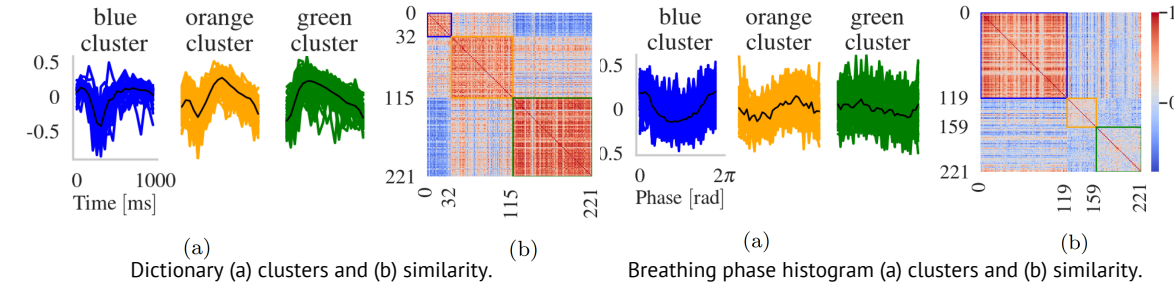 blue
cluster
orange
cluster
green
cluster
0.5
0
-0.5
0
1000
Time [ms]
(a)
0
32
115
221
0
32
115
221
(b)
Dictionary (a) clusters and (b) similarity.
blue
cluster
orange
cluster
green
cluster
0.5
0
0.5
0
2π
Phase [rad]
(a)
0
119
159
221
0
119
159
221
1
0
(b)
Breathing phase histogram (a) clusters and (b) similarity.